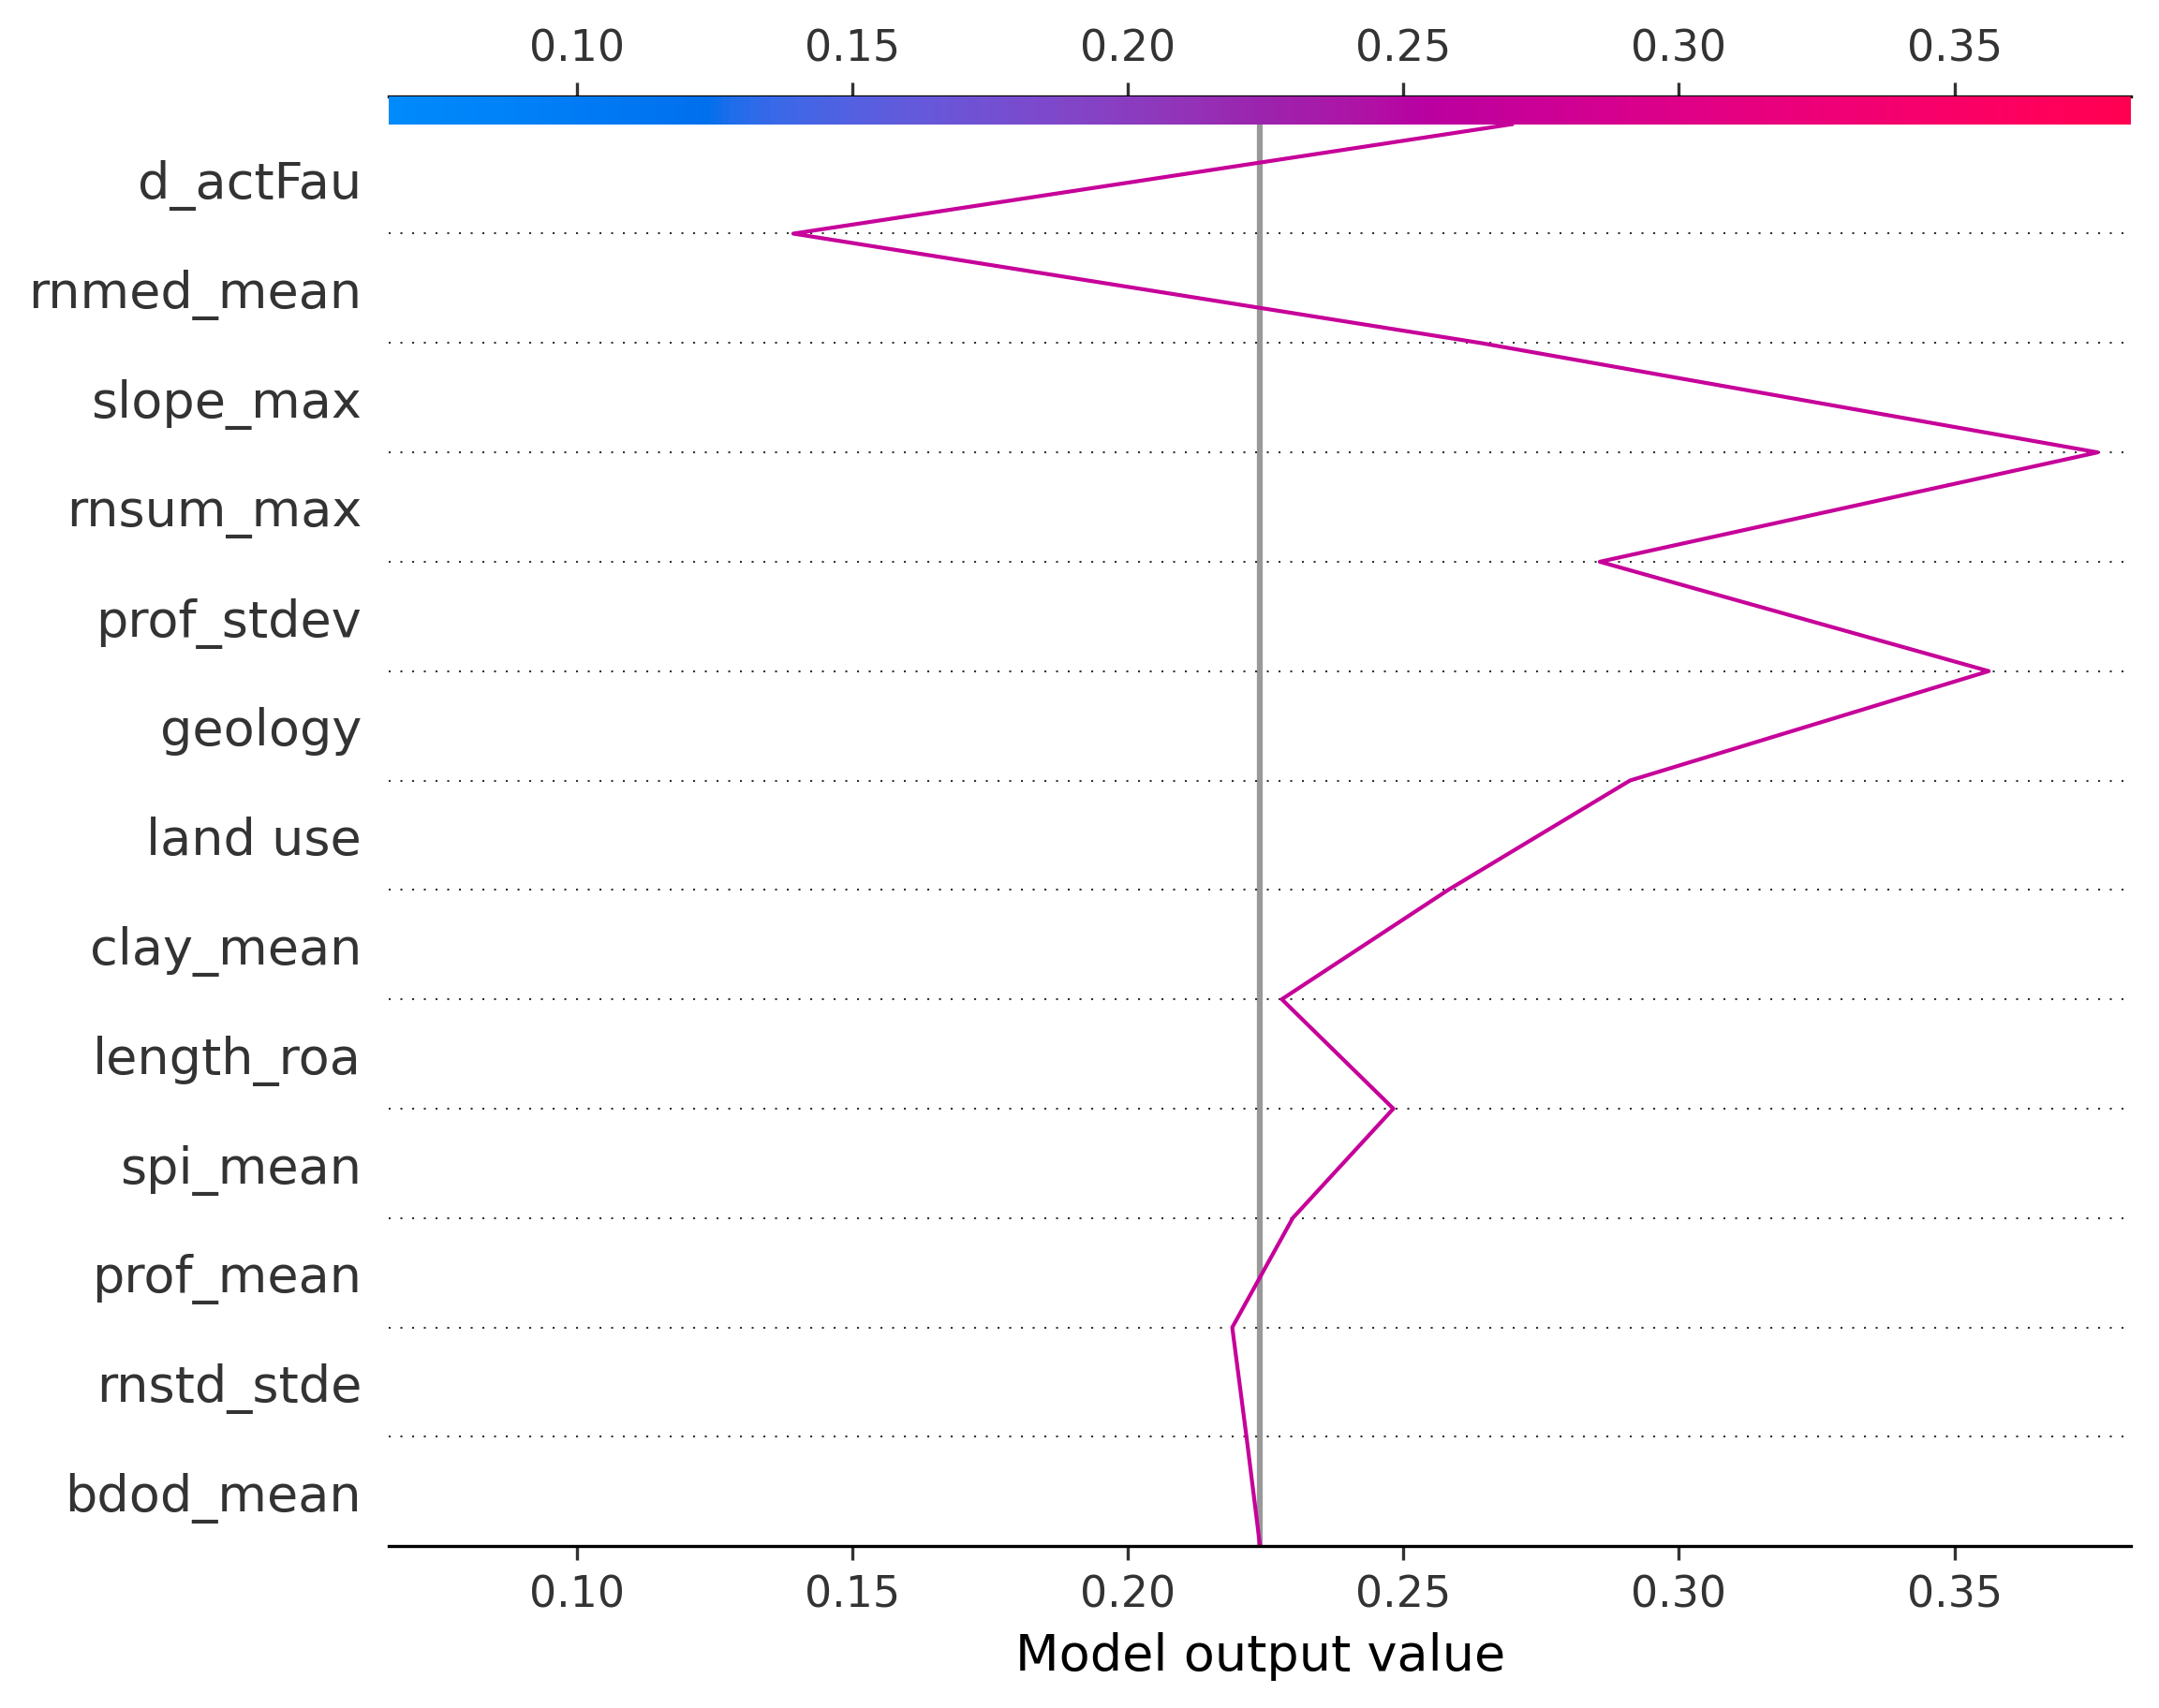 0.10 0.15 0.20 0.25 0.30 0.35
d_actFau
rnmed_mean
slope_max
rnsum_max
prof_stdev
geology
land use
clay_mean
length_roa
spi_mean
prof_mean
rnstd_stde
bdod_mean
0.10 0.15 0.20 0.25 0.30 0.35
Model output value